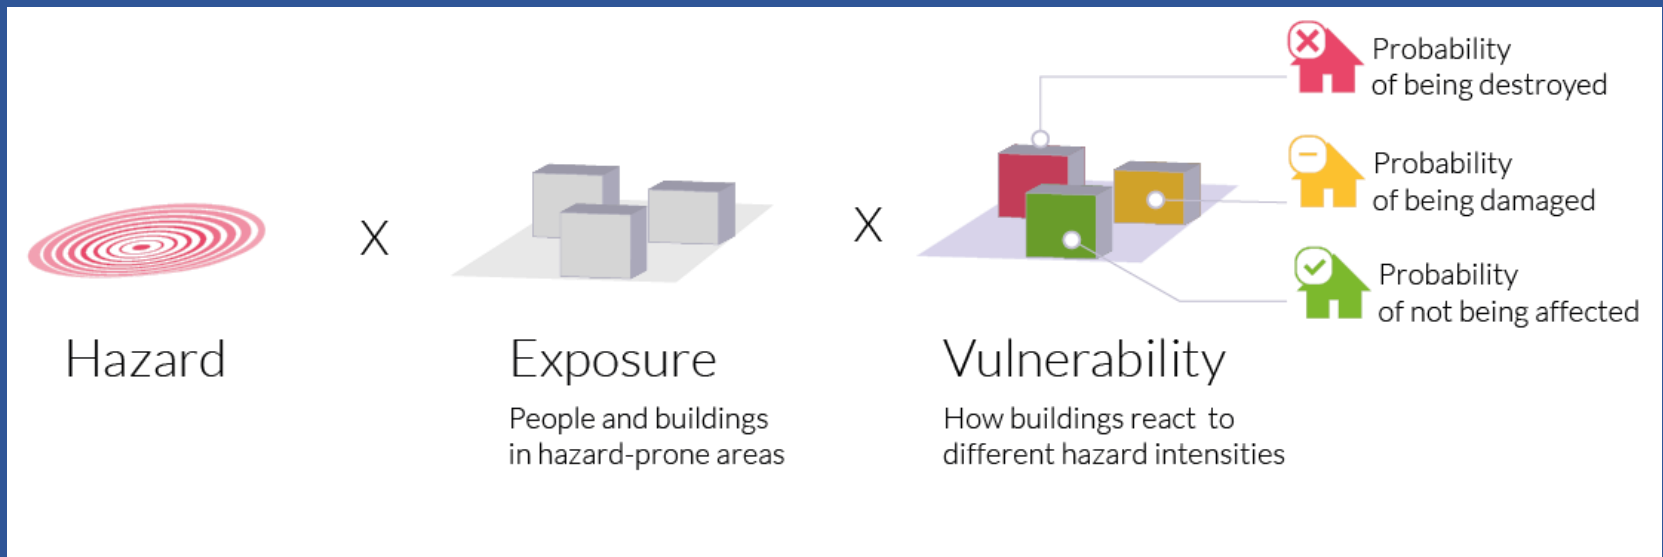 Hazard
X
Exposure
People and buildings
in hazard-prone areas
X
Vulnerability
How buildings react to
different hazard intensities
Probability
of being destroyed
Probability
of being damaged
Probability
of not being affected